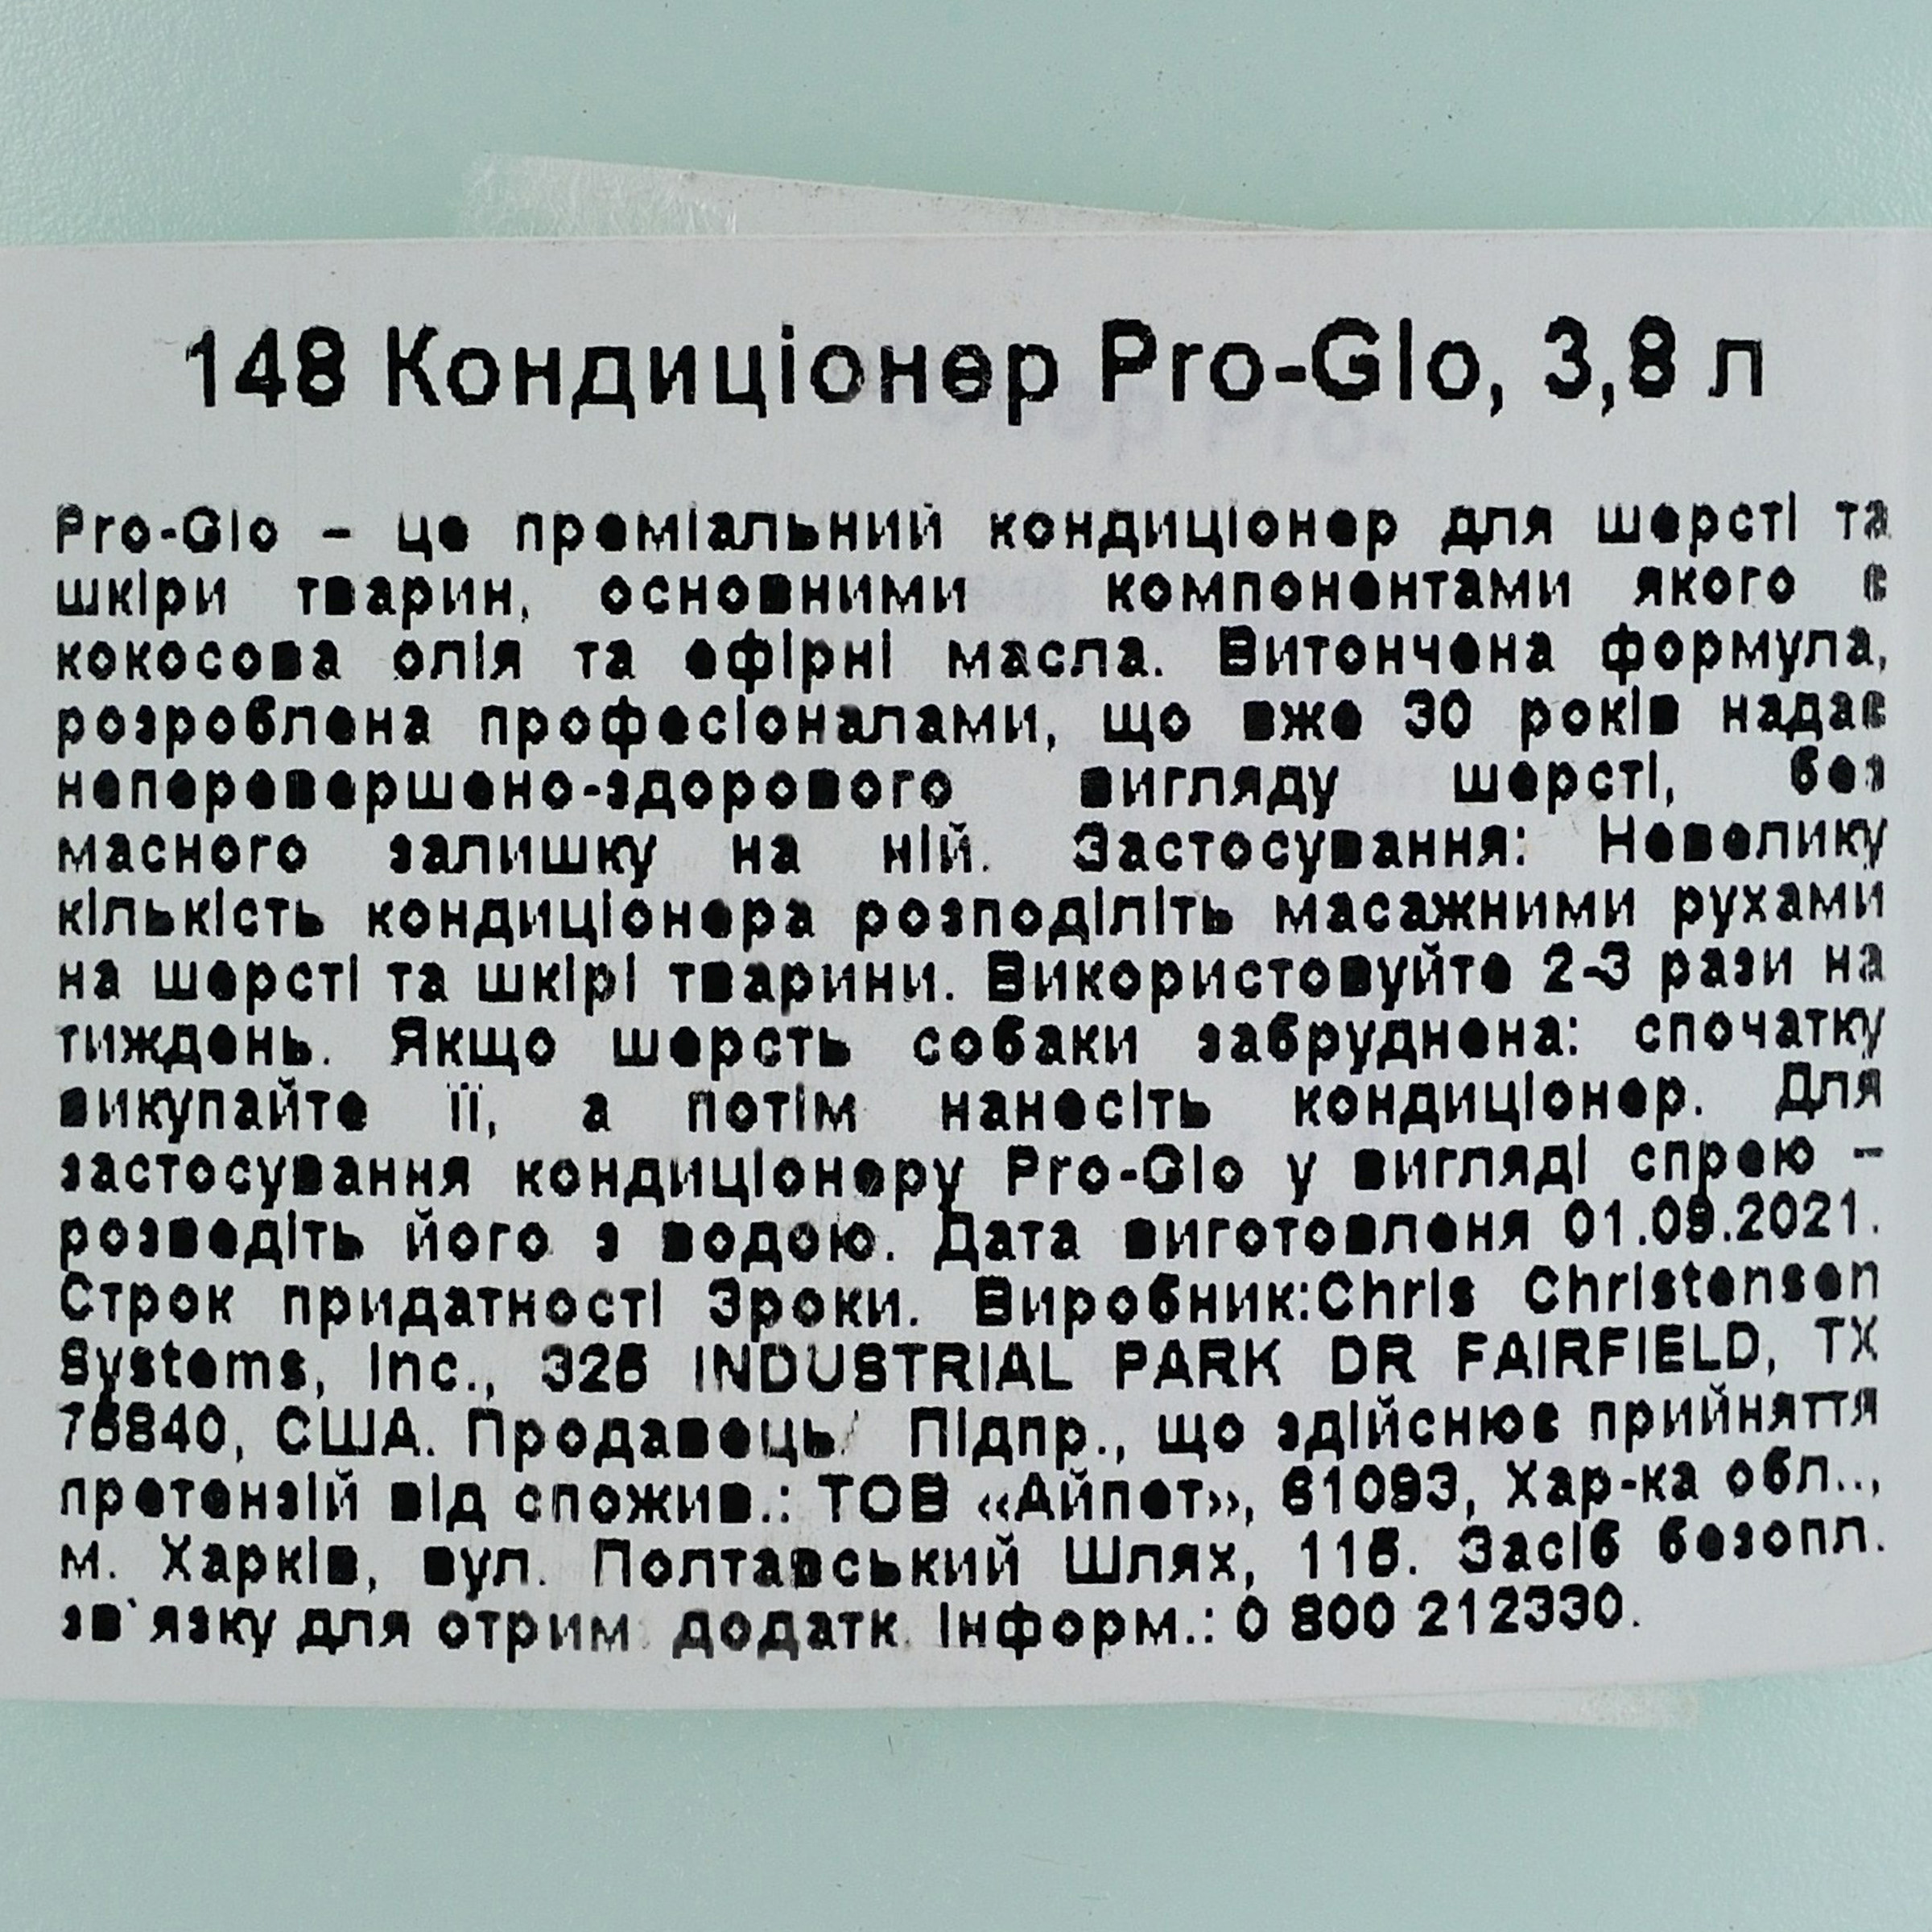 148 Кондиціонер Pro-Glo, 3,8 л
Pro-Glo – це преміальний кондиціонер для шерсті та
шкіри тварин, основними компонентами якого є
кокосова олія та ефірні масла. Витончена формула,
розроблена професіоналами, що вже 30 років надає
неперевершено-здорового вигляду шерсті, без
масного залишку на ній. Застосування: Невелику
кількість кондиціонера розподіліть масажними рухами
на шерсті та шкірі тварини. Використовуйте 2-3 рази на
тиждень. Якщо шерсть собаки забруднена: спочатку
викупайте її, а потім нанесіть кондиціонер. Для
застосування кондиціонеру Pro-Glo у вигляді спрею –
розведіть його з водою. Дата виготовленя 01.09.2021.
Строк придатності 3роки. Виробник:Chris Christensen
Systems, Inc., 325 INDUSTRIAL PARK DR FAIRFIELD, TX
75840, США. Продавець/ Підпр., що здійснює прийняття
претензій від спожив.: ТОВ «Айпет», 61093, Хар-ка обл..,
м. Харків, вул. Полтавський Шлях, 115. Засіб безопл.
зв`язку для отрим. додатк. Інформ.: 0 800 212330.